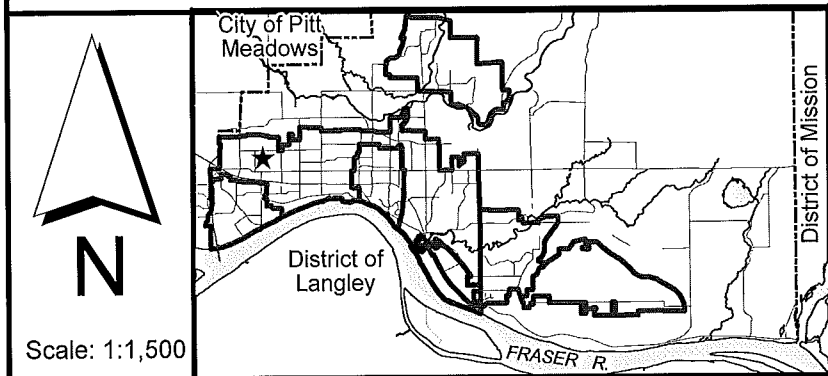 N
Scale: 1:1,500
City of Pitt
Meadows
District of
Langley
FRASER R.
District of Mission